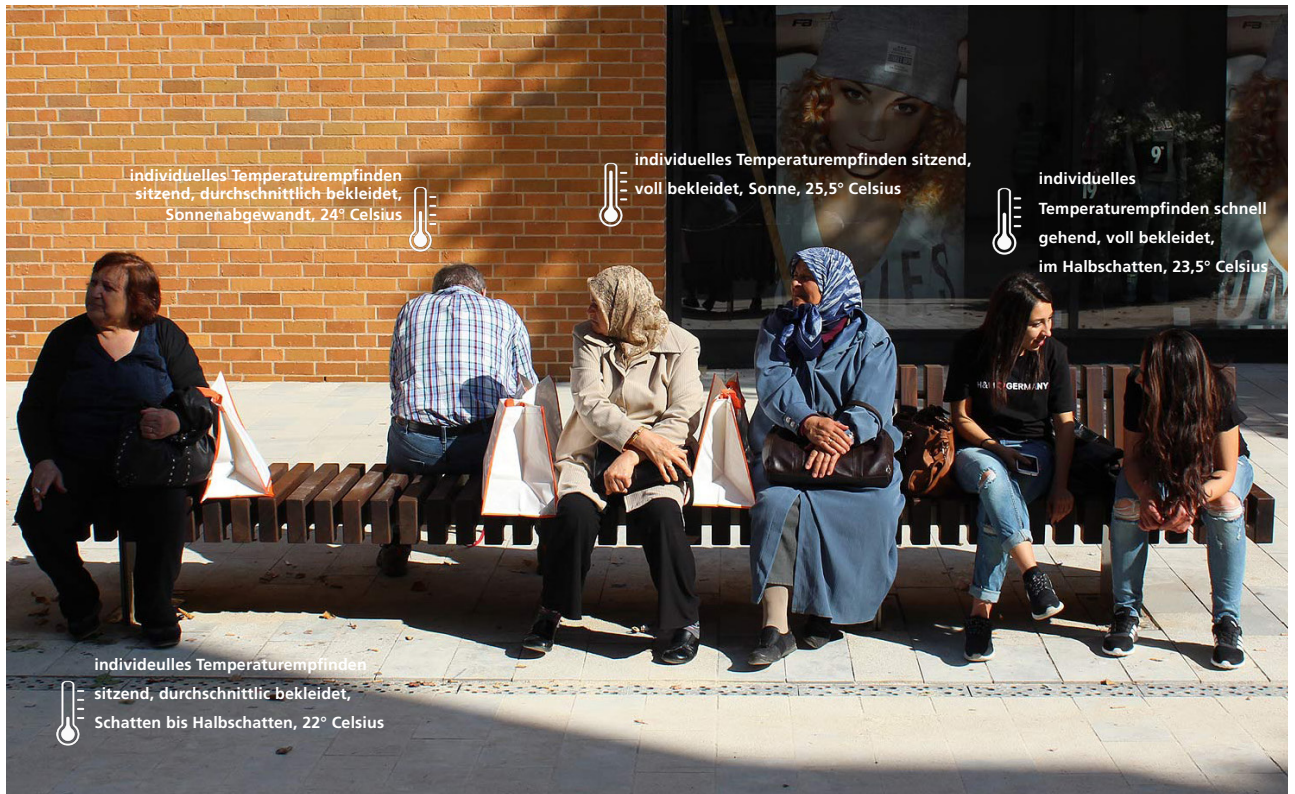 individuelles Temperaturempfinden
sitzend, durchschnittlich bekleidet,
Sonnenabgewandt, 24° Celsius
individuelles Temperaturempfinden sitzend,
voll bekleidet, Sonne, 25,5° Celsius
individuelles
Temperaturempfinden schnell
gehend, voll bekleidet,
im Halbschatten, 23,5° Celsius
9
19
GERMANY
individeulles Temperaturempfinden
sitzend, durchschnittlic bekleidet,
Schatten bis Halbschatten, 22° Celsius